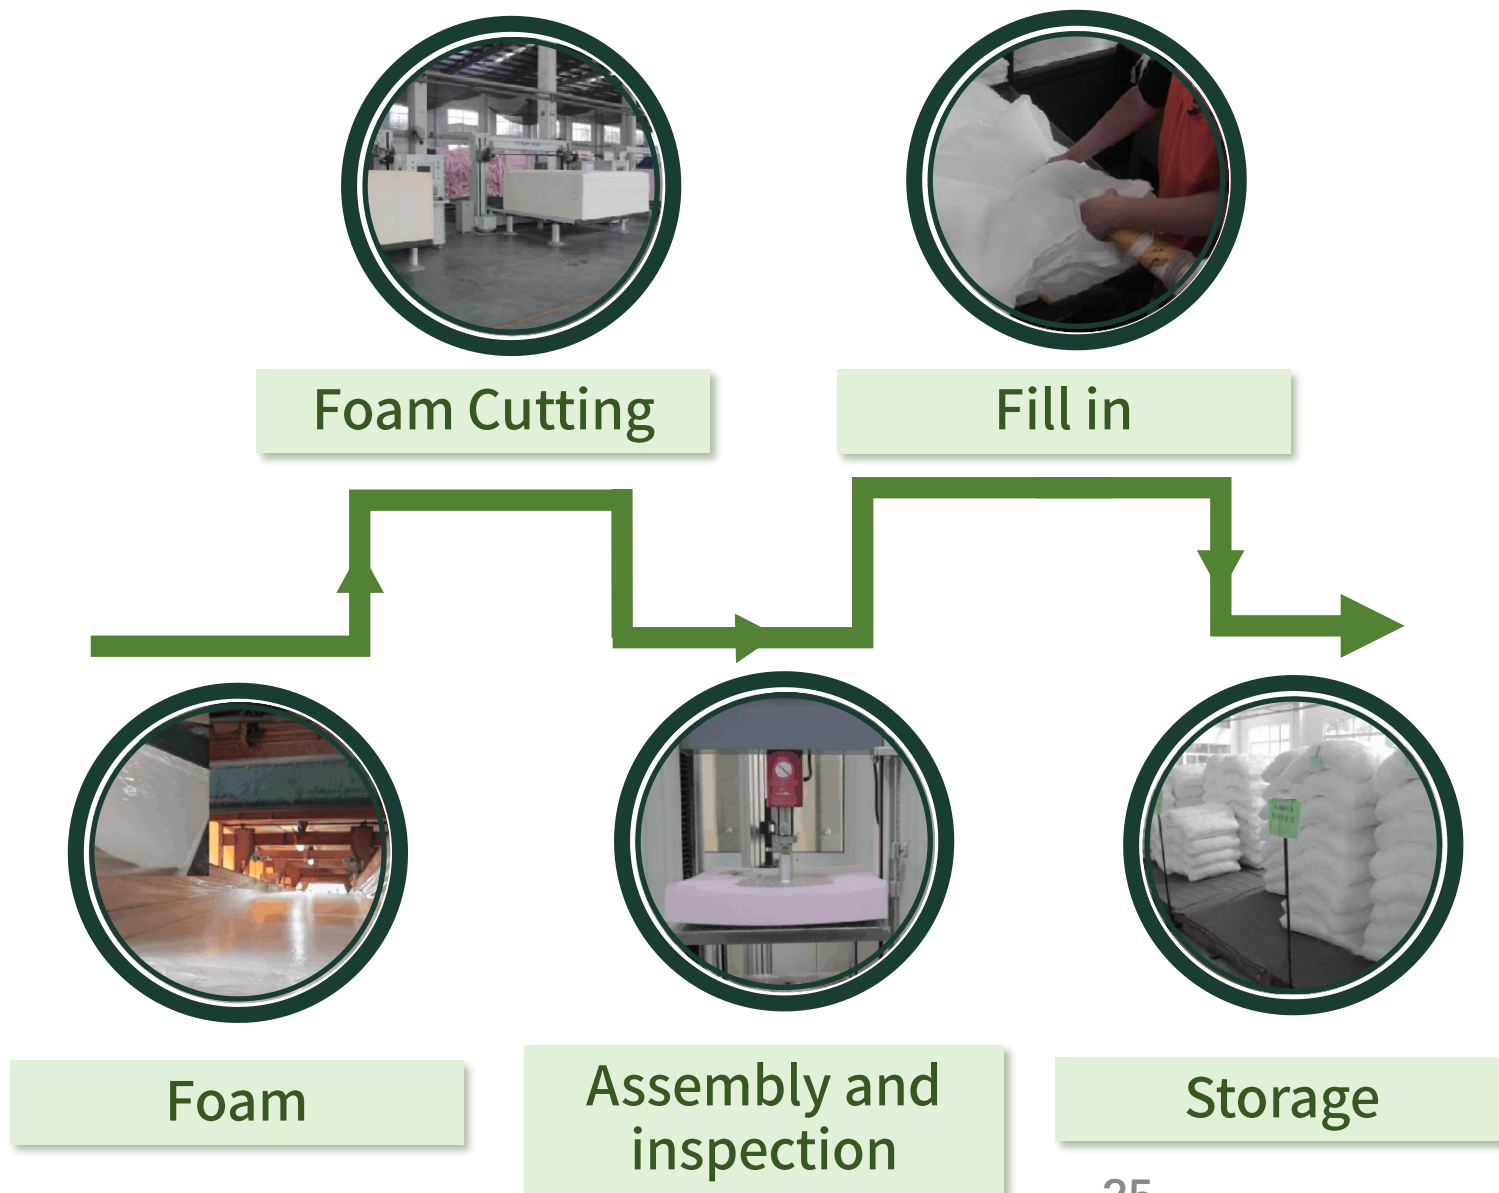 Foam Cutting
Fill in
Foam
Assembly and
inspection
Storage